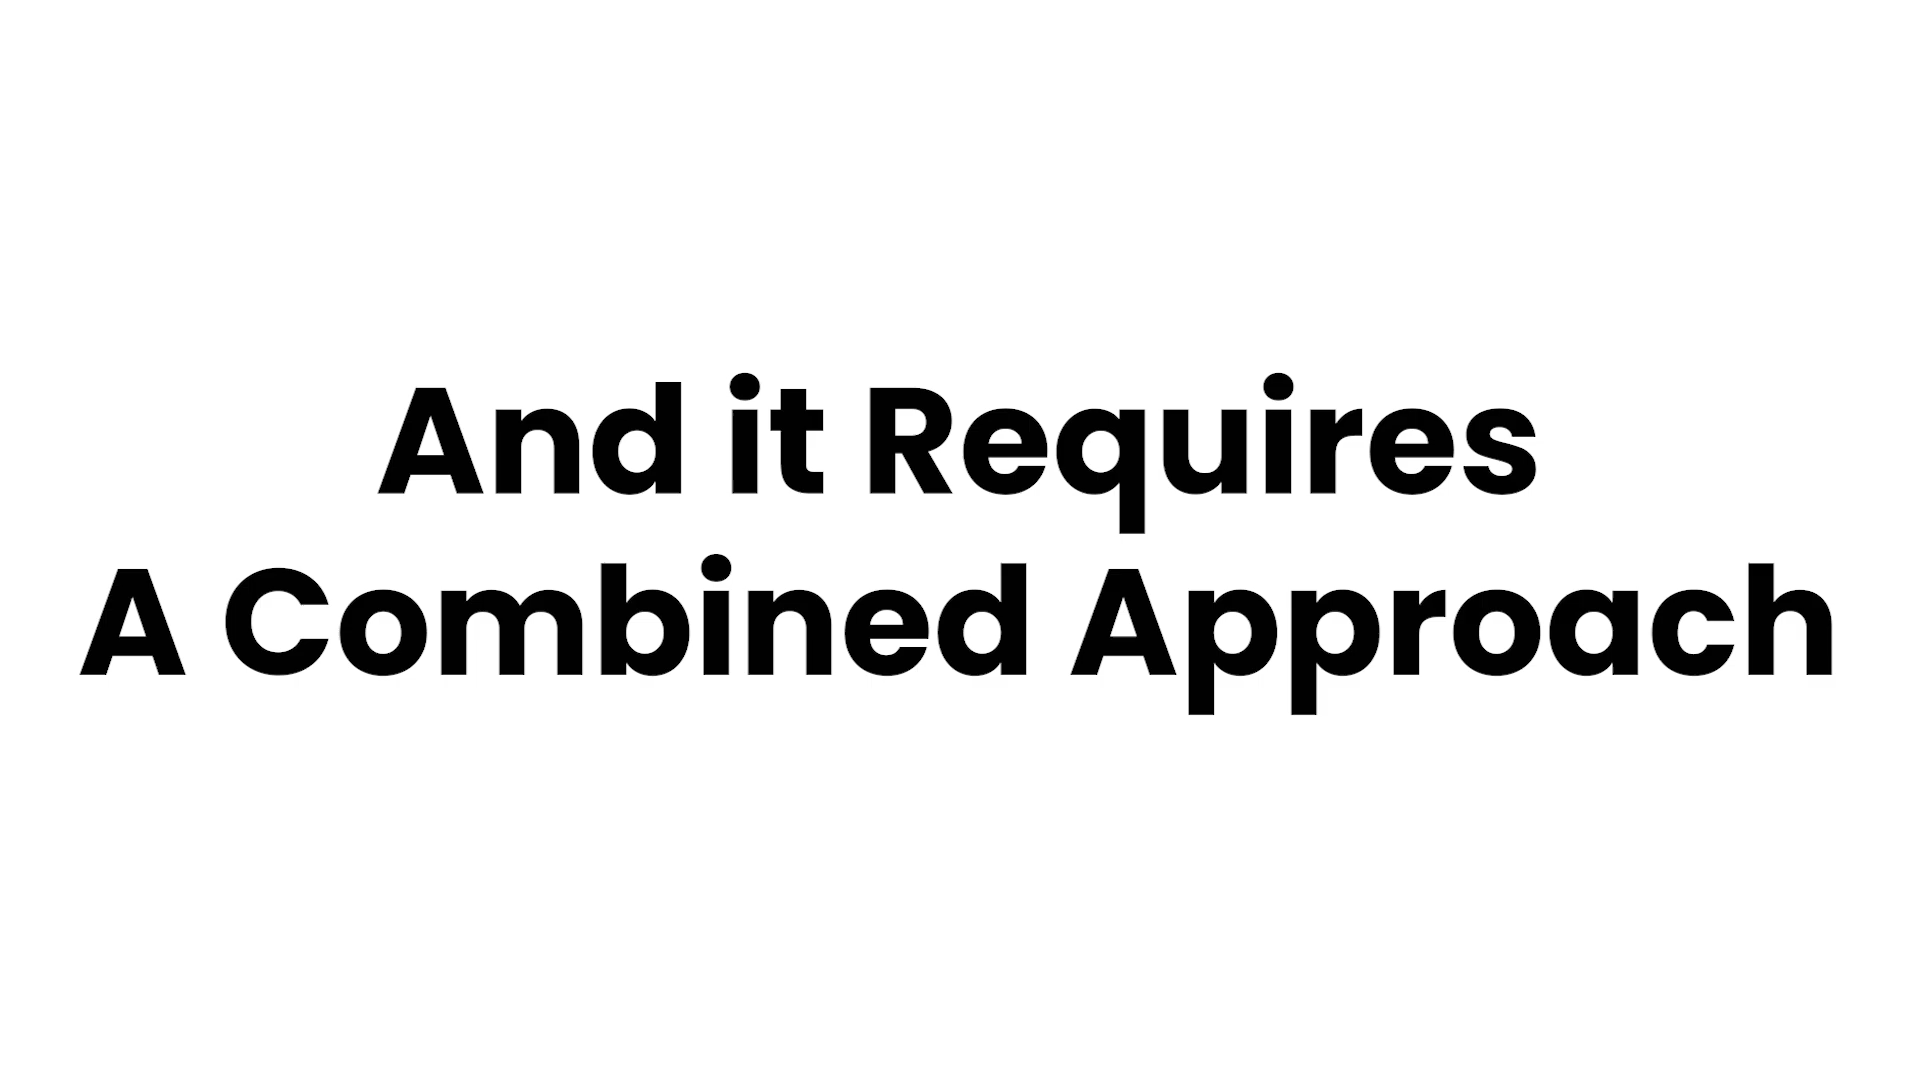 And it Requires
A Combined Approach